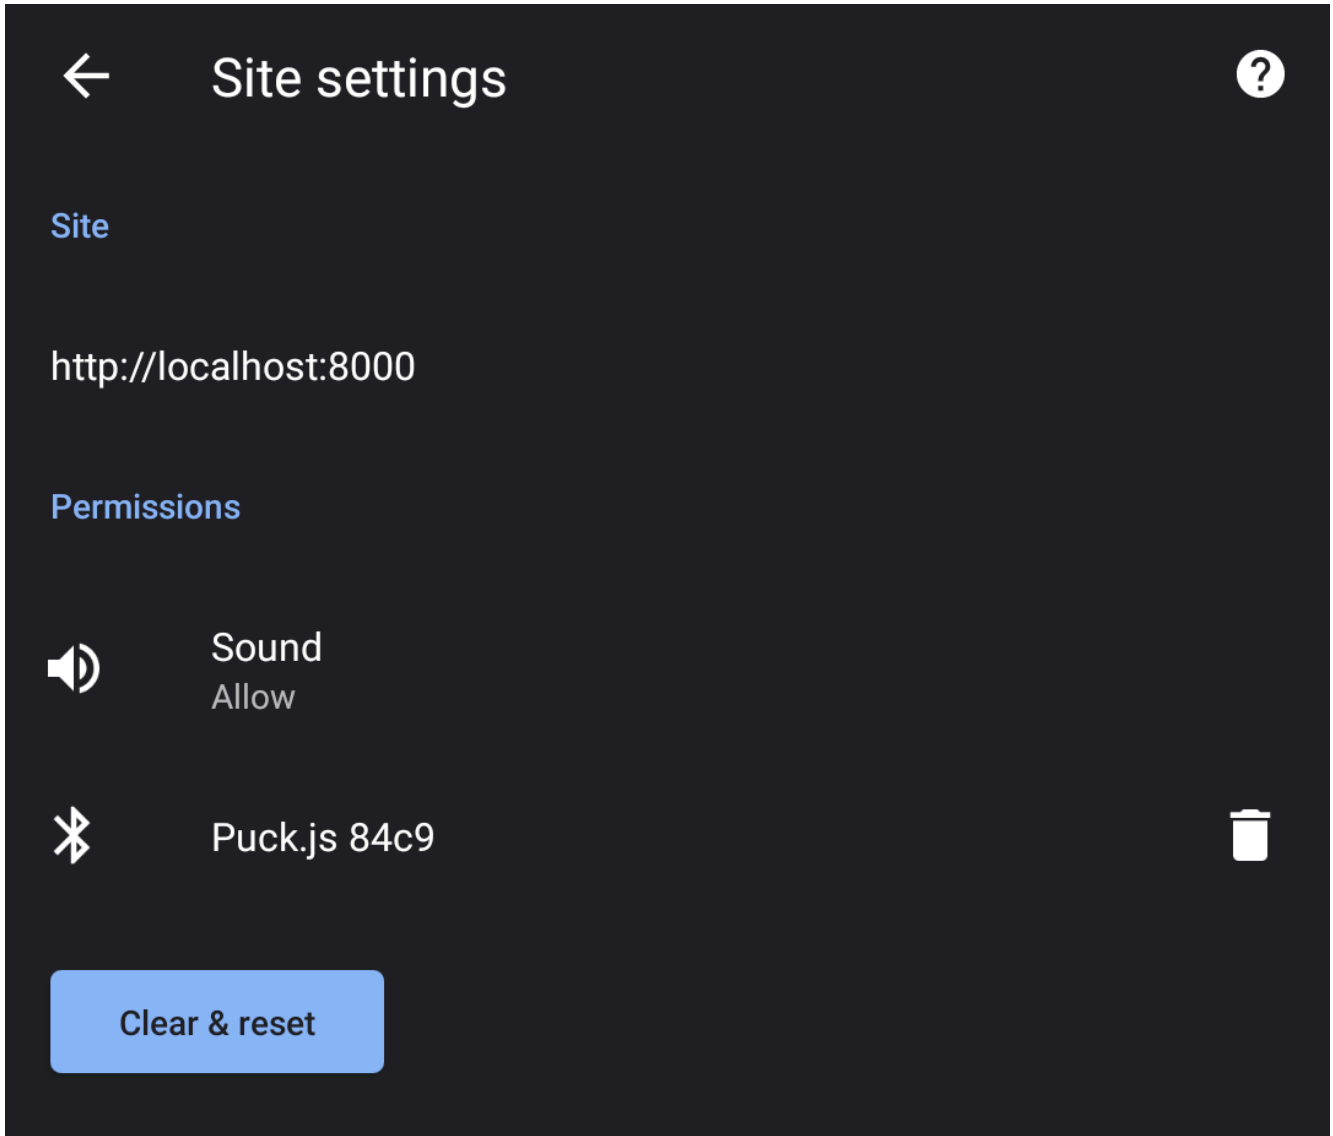 Site settings
Site
http://localhost:8000
Permissions
Sound
Allow
Puck.js 84c9
Clear & reset